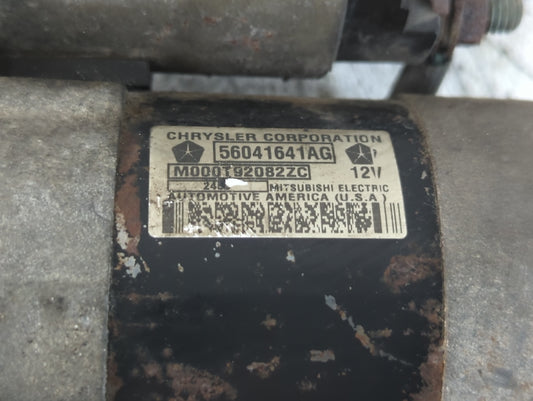 CHRYSLER CORPORATION
56041641AG
M000T92082ZC 12V
MITSUBISHI ELECTRIC
AUTOMOTIVE AMERICA (U.S.A)